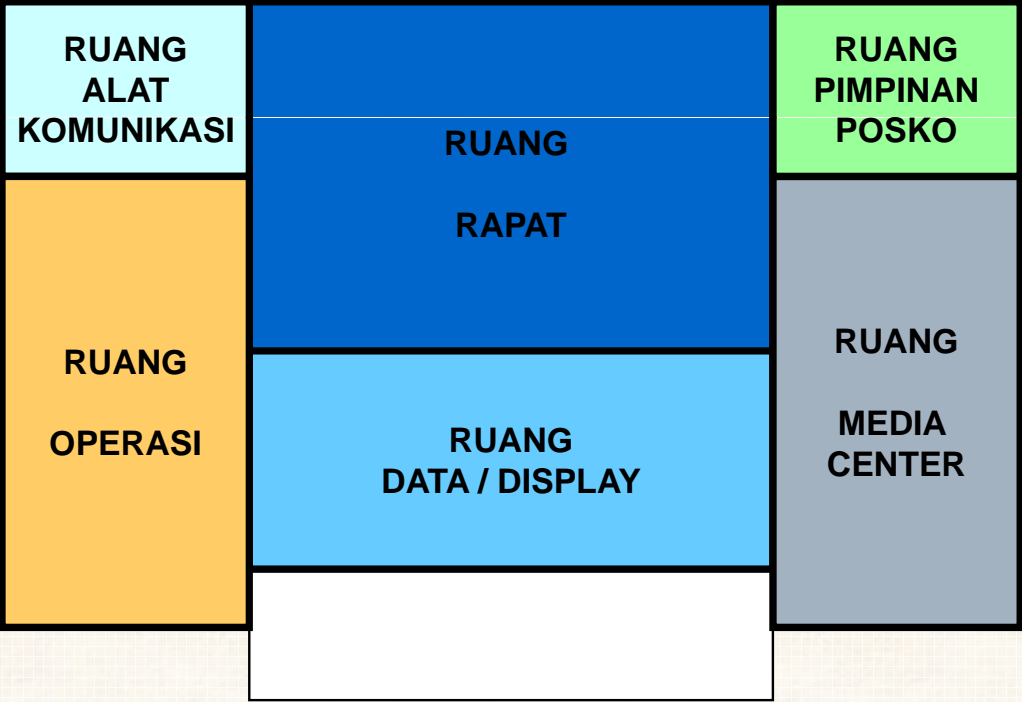 RUANG
ALAT
KOMUNIKASI
RUANG
RAPAT
RUANG
PIMPINAN
POSKO
RUANG
OPERASI
RUANG
DATA / DISPLAY
RUANG
MEDIA
CENTER